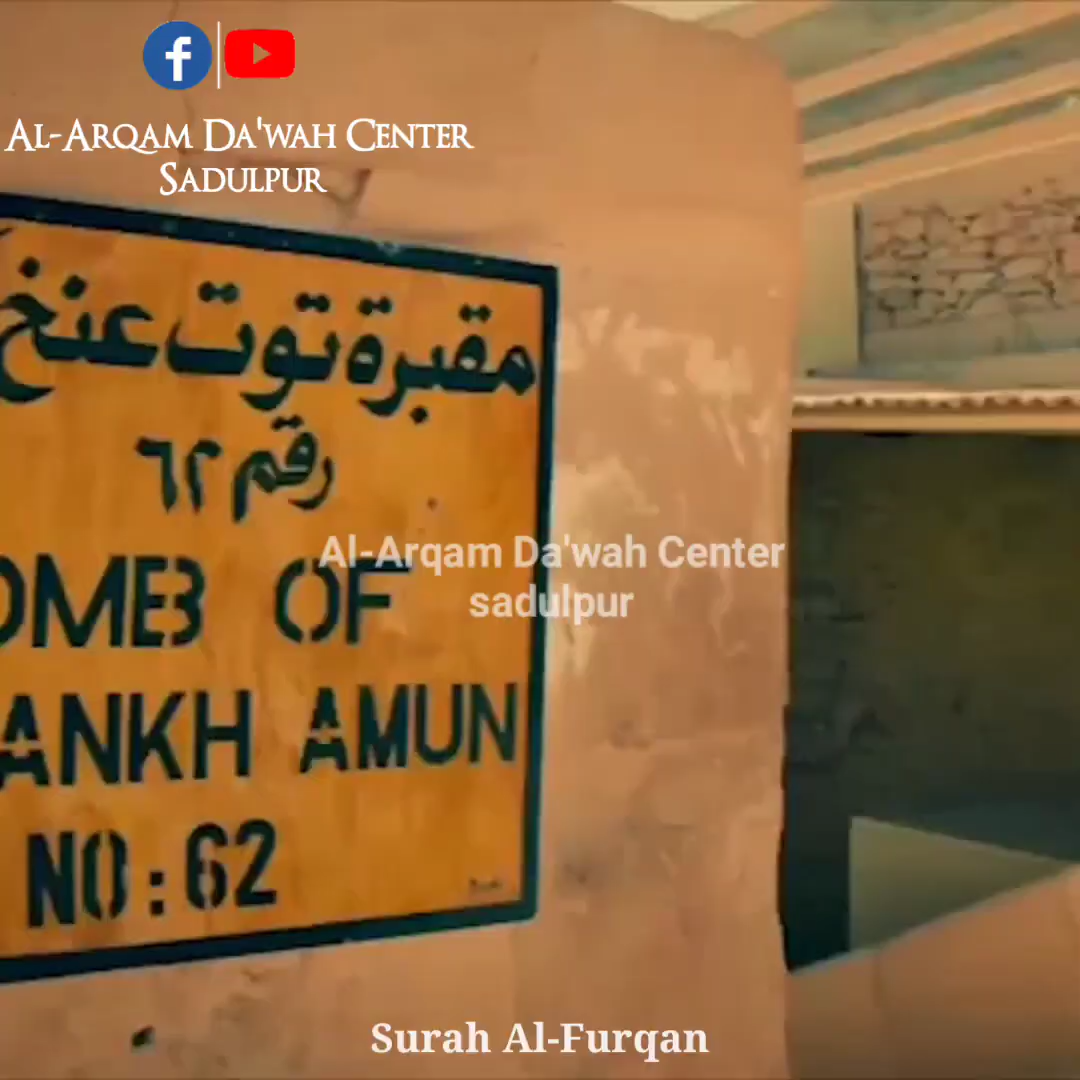 Al-Arqam Da'wah Center
Sadulpur
مقبرة توت عنخ
رقم ٦٢
OMB OF
ANKH AMUN
NO: 62
Al-Arqam Da'wah Center
sadulpur
Surah Al-Furqan